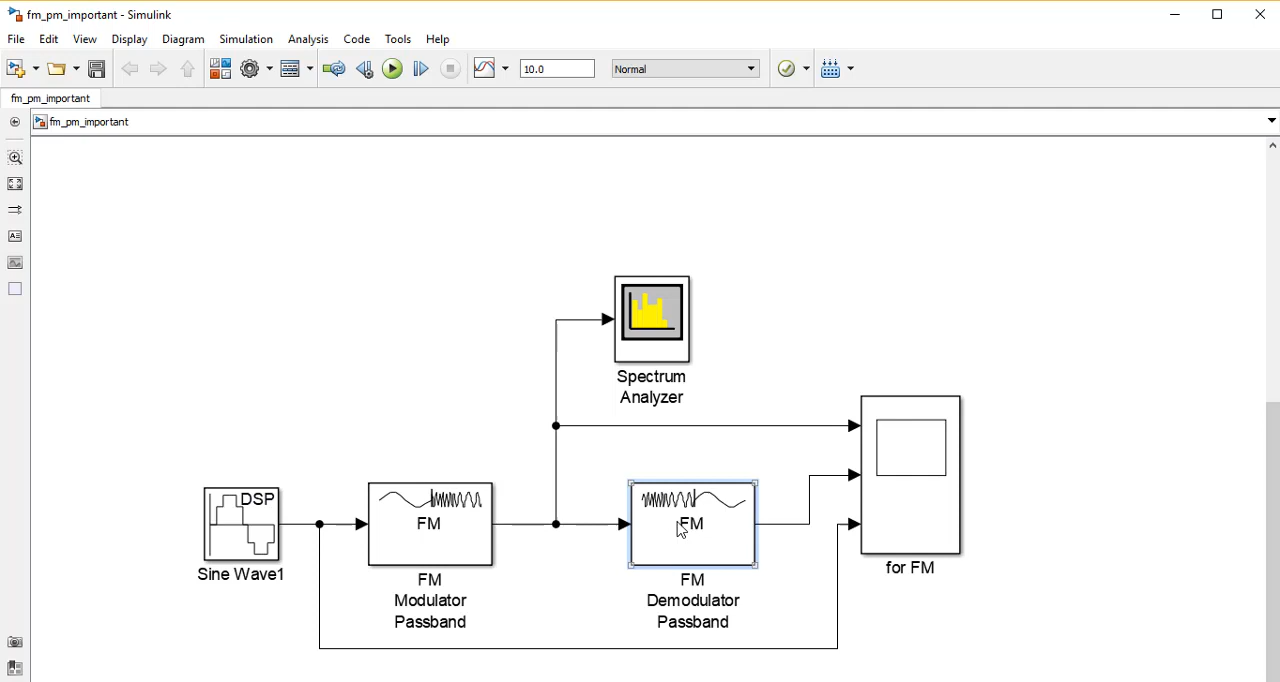 fm_pm_important - Simulink
File Edit View Display Diagram Simulation Analysis Code Tools Help
10.0 Normal
fm_pm_important
fm_pm_important
Spectrum
Analyzer
DSP
FM
FM
Sine Wave1
for FM
FM
Modulator
Passband
FM
Demodulator
Passband